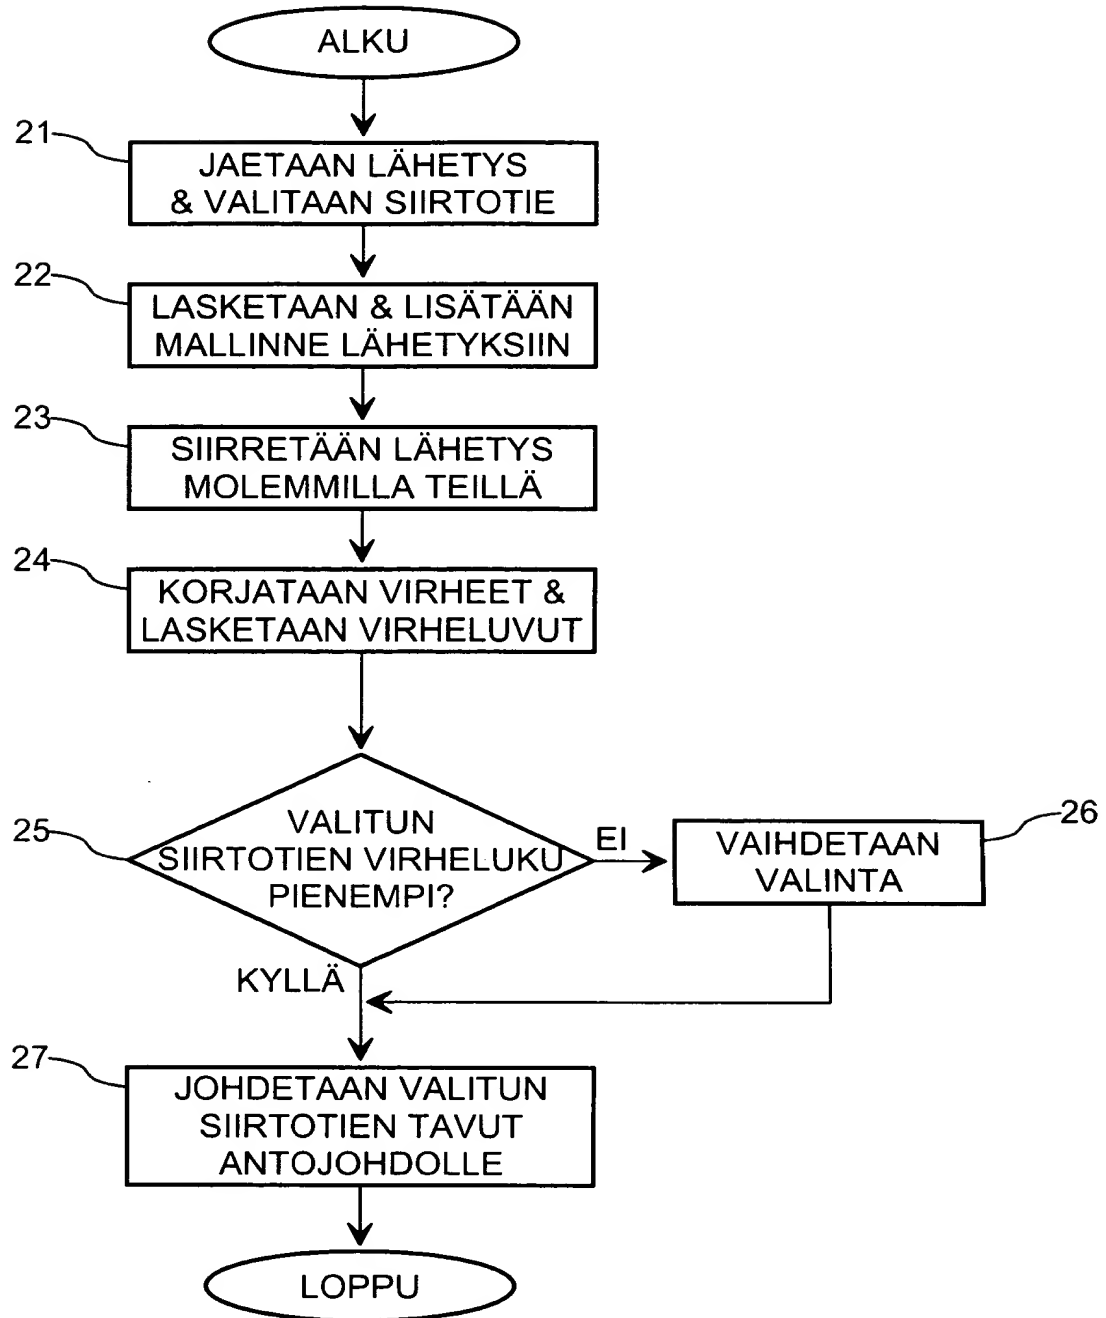 ALKU
21
JAETAAN LÄHETYS
& VALITAAN SIIRTOTIE
22
LASKETAAN & LISÄTÄÄN
MALLINNE LÄHETYKSIIN
23
SIIRRETÄÄN LÄHETYS
MOLEMMILLA TEILLÄ
24
KORJATAAN VIRHEET &
LASKETAAN VIRHELUVUT
25
VALITUN
SIIRTOTIEN VIRHELUKU
PIENEMPI?
EI
26
VAIHDETAAN
VALINTA
KYLLÄ
27
JOHDETAAN VALITUN
SIIRTOTIEN TAVUT
ANTOJOHDOLLE
LOPPU